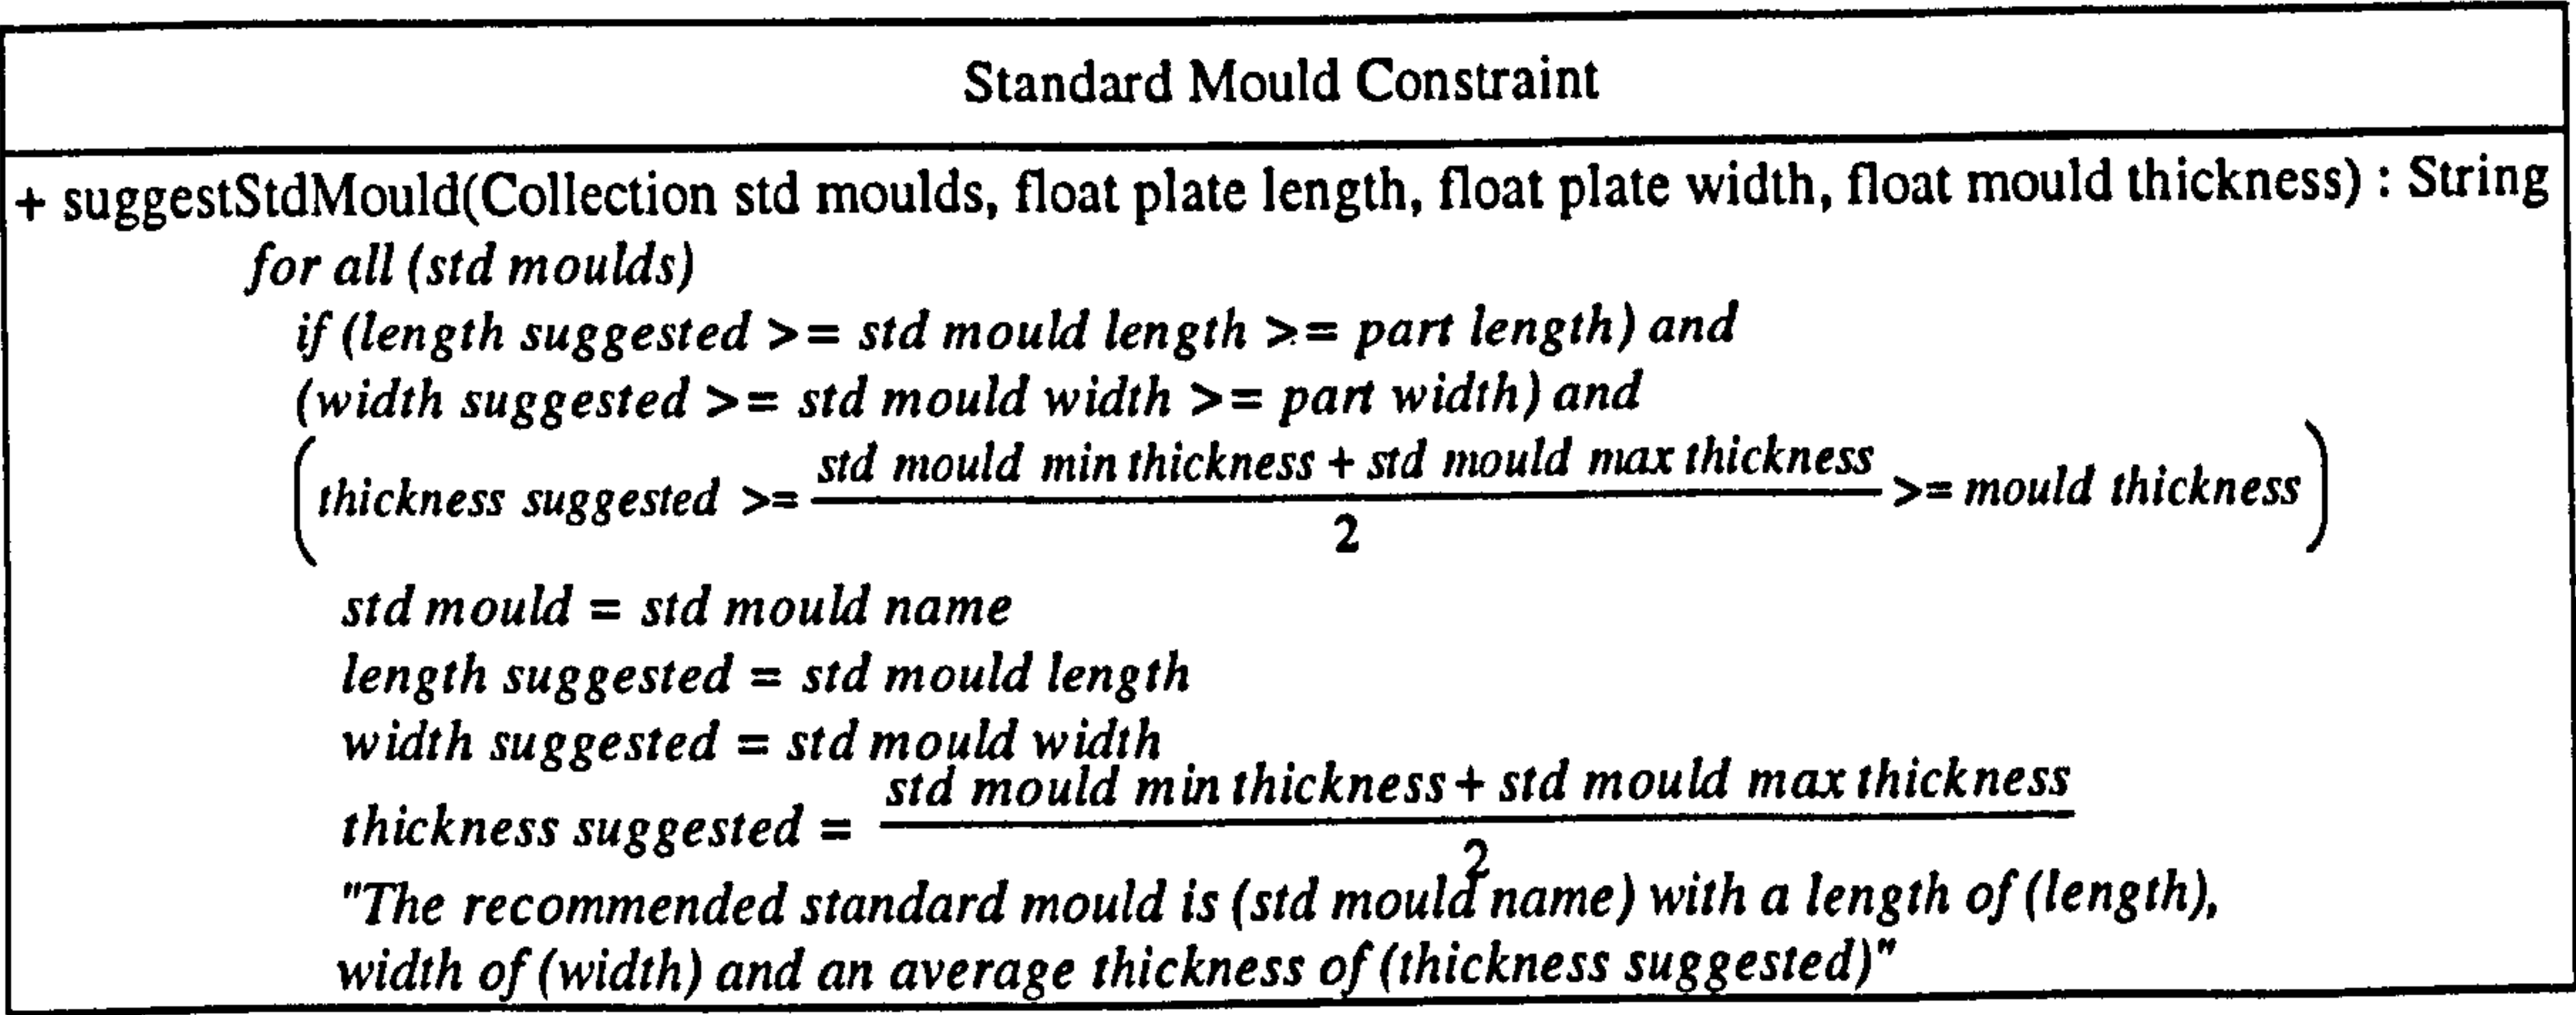 Standard Mould Constraint
+ suggestStdMould(Collection std moulds, float plate length, float plate width, float mould thickness) : String
for all (std moulds)
if (length suggested >= std mould length >= part length) and
(width suggested >= std mould width >= part width) and
(thickness suggested >= (std mould min thickness + std mould max thickness) / 2 >= mould thickness)
std mould = std mould name
length suggested = std mould length
width suggested = std mould width
thickness suggested = (std mould min thickness + std mould max thickness) / 2
"The recommended standard mould is (std mould name) with a length of (length),
width of (width) and an average thickness of (thickness suggested)"